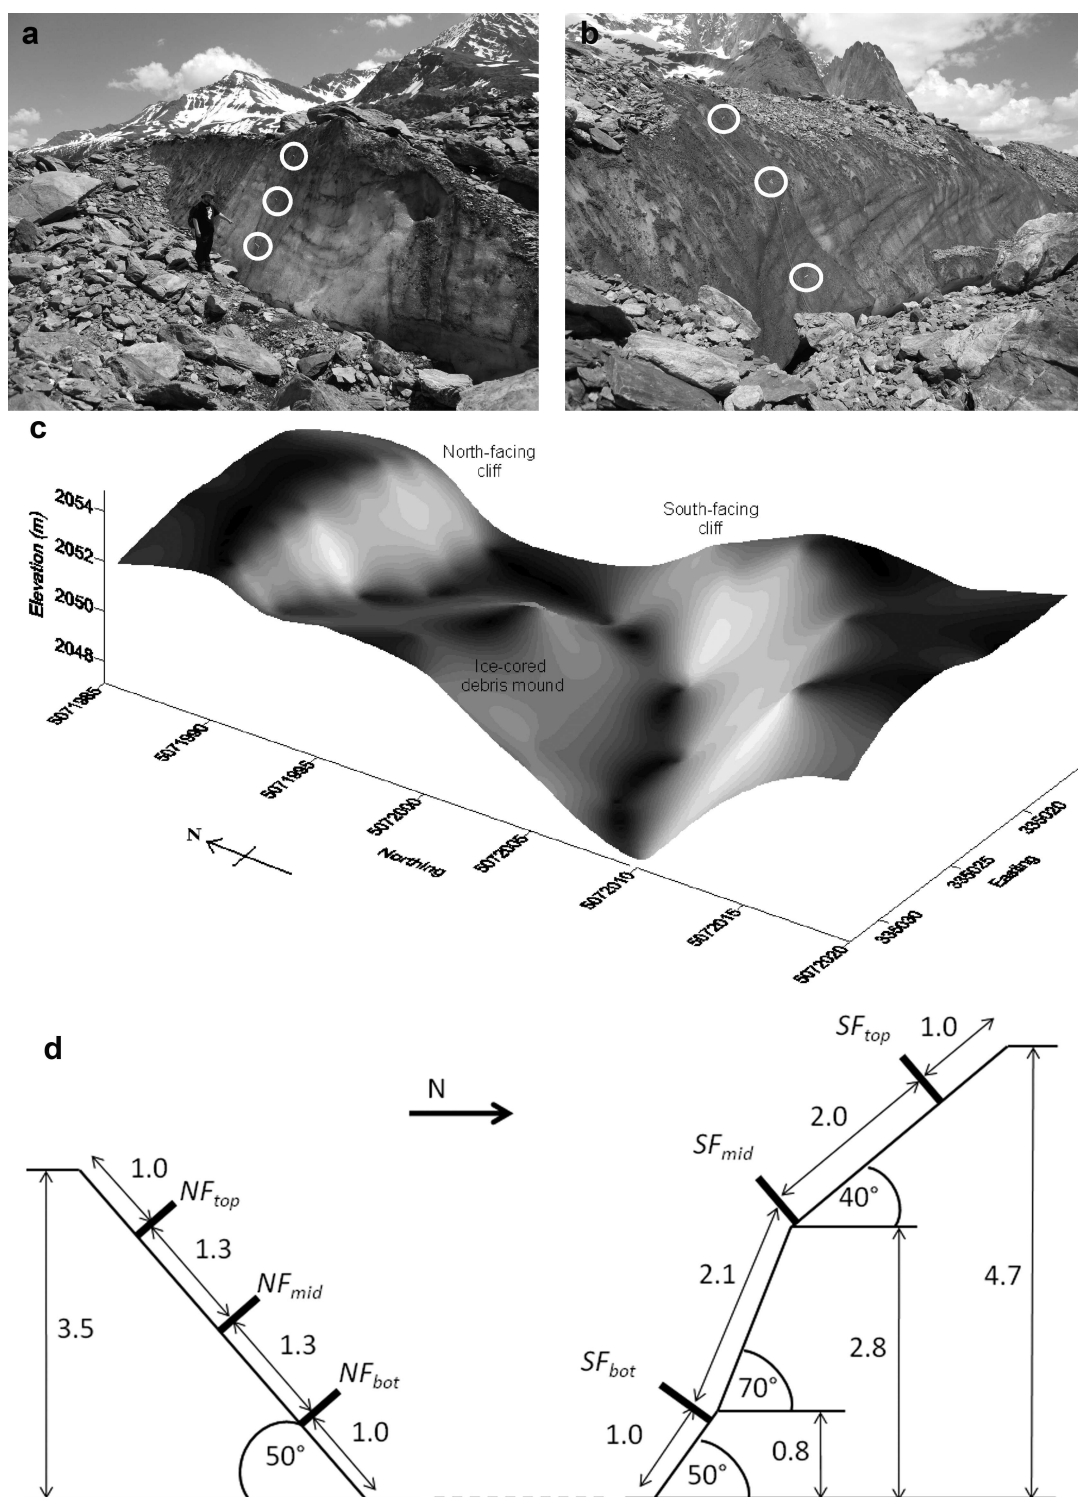 a
b
c
North-facing
cliff
South-facing
cliff
2054
2052
2050
2048
Elevation (m)
Ice-cored
debris mound
5071985
5071990
5071995
5072000
5072005
5072010
5072015
5072020
N
Northing
335020
335025
335030
Easting
d
N
1.0
NFtop
1.3
NFmid
1.3
NFbot
1.0
3.5
50°
SFtop
1.0
2.0
SFmid
40°
2.1
4.7
2.8
SFbot
70°
1.0
0.8
50°